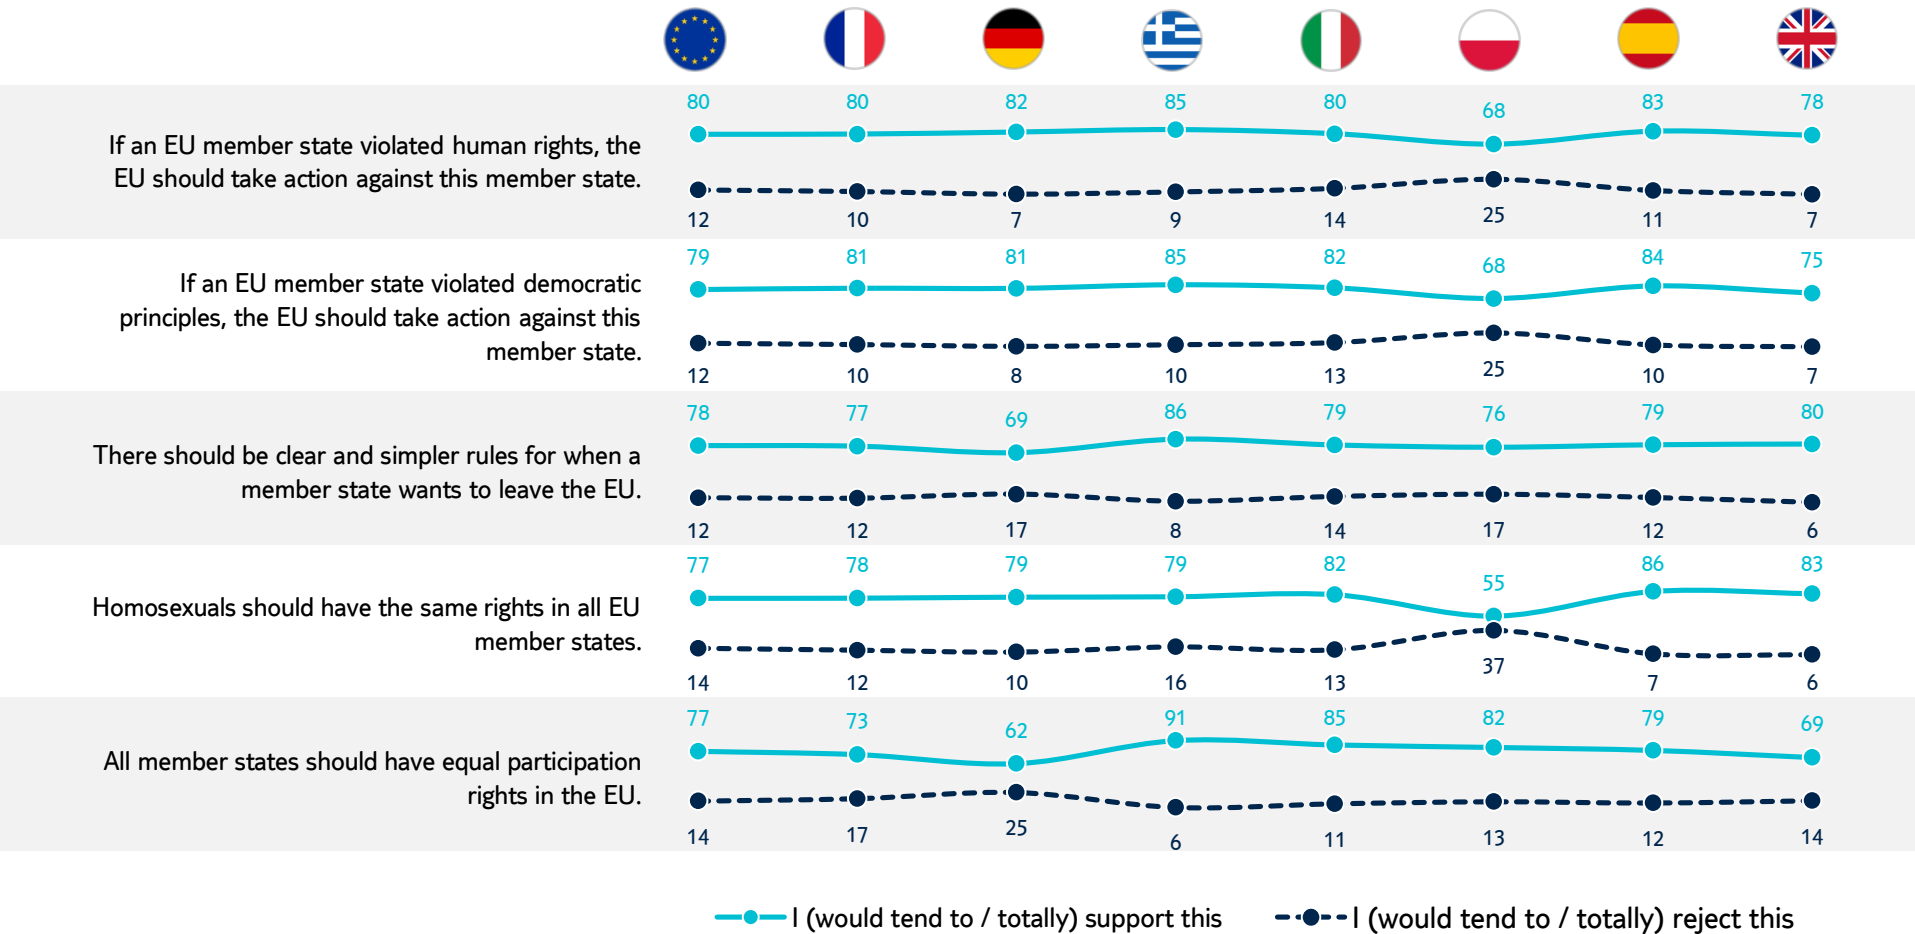 80 80 82 85 80 68 83 78
If an EU member state violated human rights, the
EU should take action against this member state.
12 10 7 9 14 25 11 7
79 81 81 85 82 68 84 75
If an EU member state violated democratic
principles, the EU should take action against this
member state.
12 10 8 10 13 25 10 7
78 77 69 86 79 76 79 80
There should be clear and simpler rules for when a
member state wants to leave the EU.
12 12 17 8 14 17 12 6
77 78 79 79 82 55 86 83
Homosexuals should have the same rights in all EU
member states.
14 12 10 16 13 37 7 6
77 73 62 91 85 82 79 69
All member states should have equal participation
rights in the EU.
14 17 25 6 11 13 12 14
I (would tend to / totally) support this I (would tend to / totally) reject this